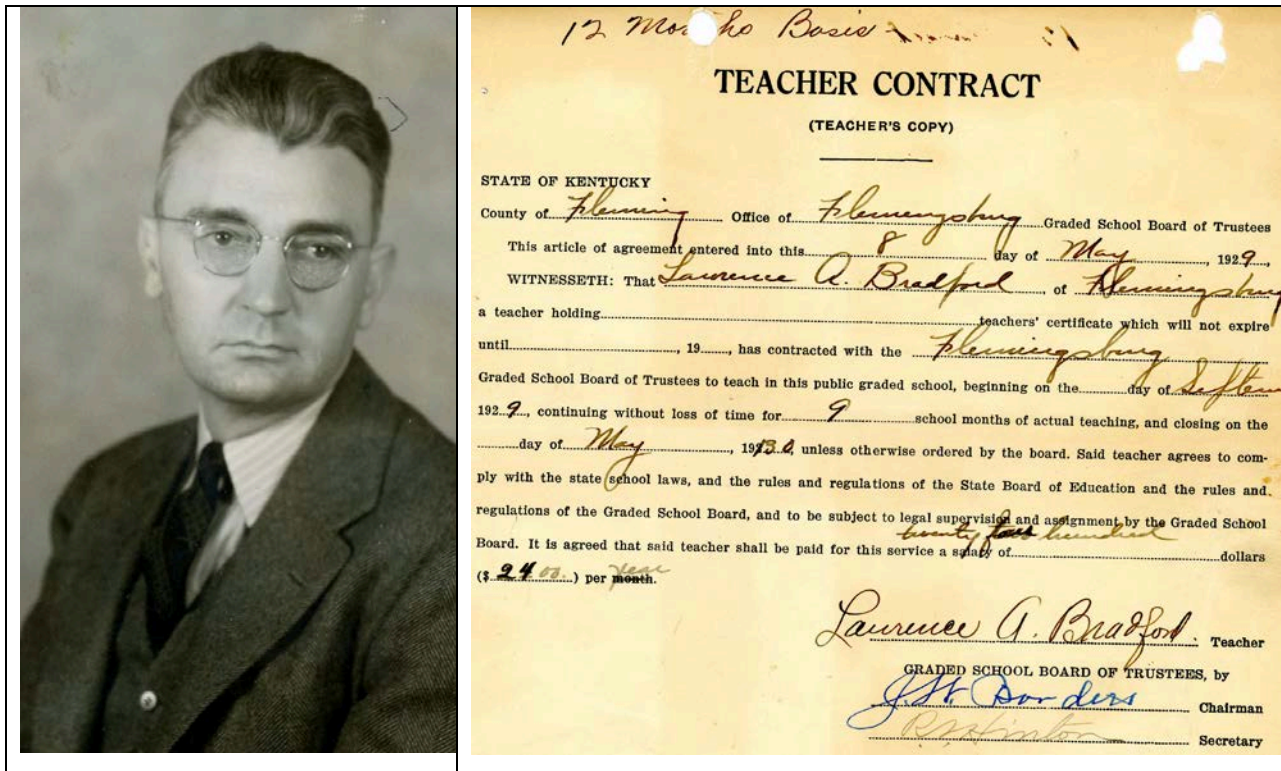 12 Months Basis
TEACHER CONTRACT
(TEACHER'S COPY)
STATE OF KENTUCKY
County of Fleming Office of Flemingsburg Graded School Board of Trustees
This article of agreement entered into this 8 day of May, 1929,
WITNESSETH: That Lawrence A. Bradford, of Flemingsburg
a teacher holding teachers' certificate which will not expire
until, 19, has contracted with the Flemingsburg
Graded School Board of Trustees to teach in this public graded school, beginning on the day of Septem
1929, continuing without loss of time for 9 school months of actual teaching, and closing on the
day of May, 1930, unless otherwise ordered by the board. Said teacher agrees to com-
ply with the state school laws, and the rules and regulations of the State Board of Education and the rules and
regulations of the Graded School Board, and to be subject to legal supervision and assignment by the Graded School
twenty four hundred
Board. It is agreed that said teacher shall be paid for this service a salary of dollars
year
($ 2400.) per month.
Lawrence A. Bradford. Teacher
GRADED SCHOOL BOARD OF TRUSTEES, by
J.W. Chairman
Hinton Secretary